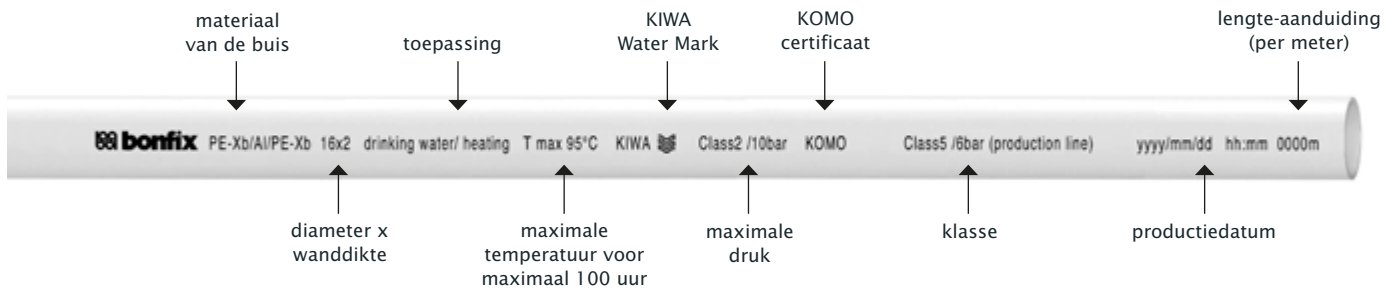 materiaal
van de buis
toepassing
KIWA
Water Mark
KOMO
certificaat
lengte-aanduiding
(per meter)
bonfix PE-Xb/Al/PE-Xb 16x2 drinking water/ heating T max 95°C KIWA Class2 /10bar KOMO Class5 /6bar (production line) yyyy/mm/dd hh:mm 0000m
diameter x
wanddikte
maximale
temperatuur voor
maximaal 100 uur
maximale
druk
klasse
productiedatum